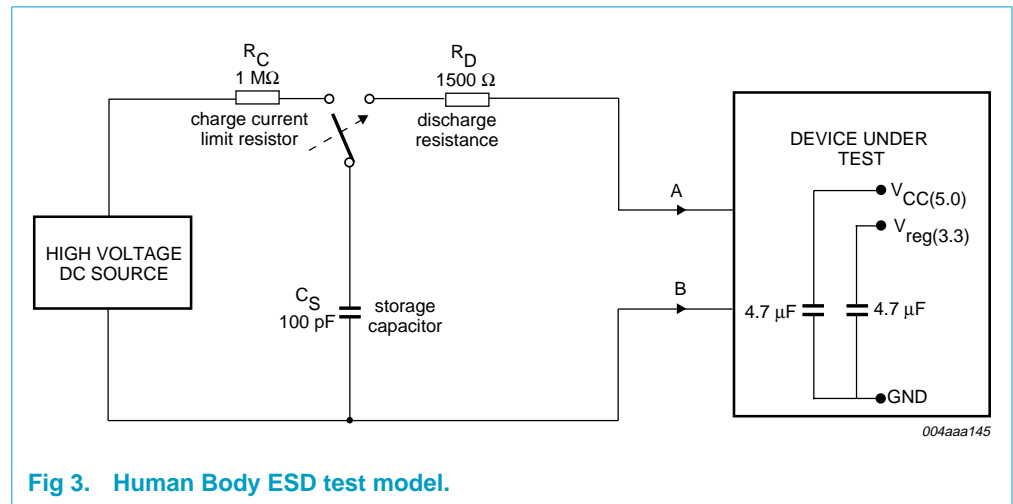 R_C
1 MΩ
charge current
limit resistor
R_D
1500 Ω
discharge
resistance
HIGH VOLTAGE
DC SOURCE
C_S
100 pF
storage
capacitor
A
B
DEVICE UNDER
TEST
V_CC(5.0)
V_reg(3.3)
4.7 μF
4.7 μF
GND
004aaa145
Fig 3. Human Body ESD test model.